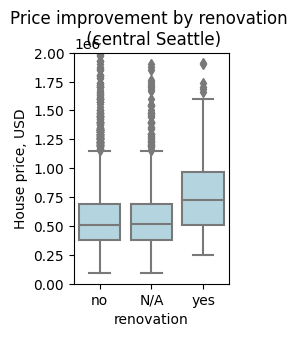 Price improvement by renovation
(central Seattle)
1e6
2.00
1.75
1.50
1.25
1.00
0.75
0.50
0.25
0.00
House price, USD
no N/A yes
renovation